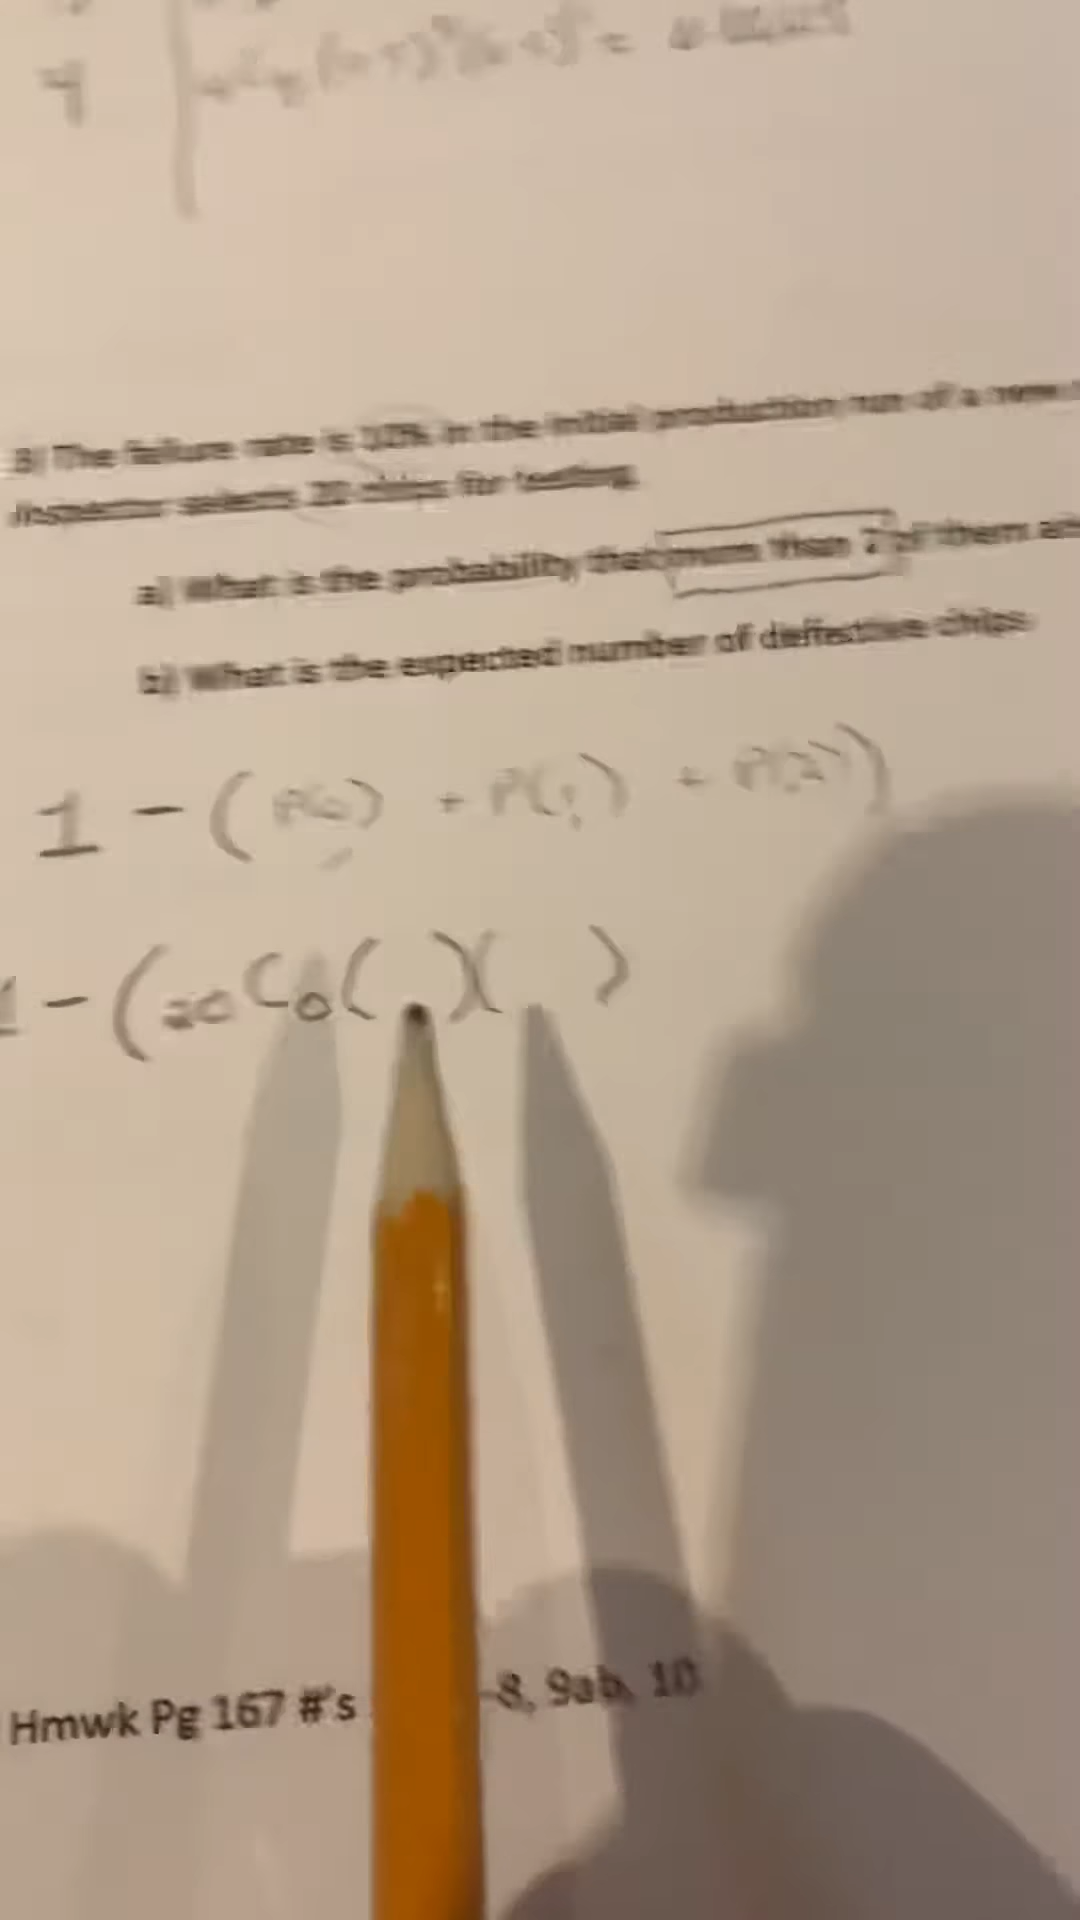 4
3) The failure rate is 10% in the initial production run of a new
inspector selects 20 chips for testing.
a) What is the probability that more than 2 of them
b) What is the expected number of deffective chips
1 - ( P(0) + P(1) + P(2) )
1 - ( 20C0 ( )( )
Hmwk Pg 167 #'s -8, 9ab, 10